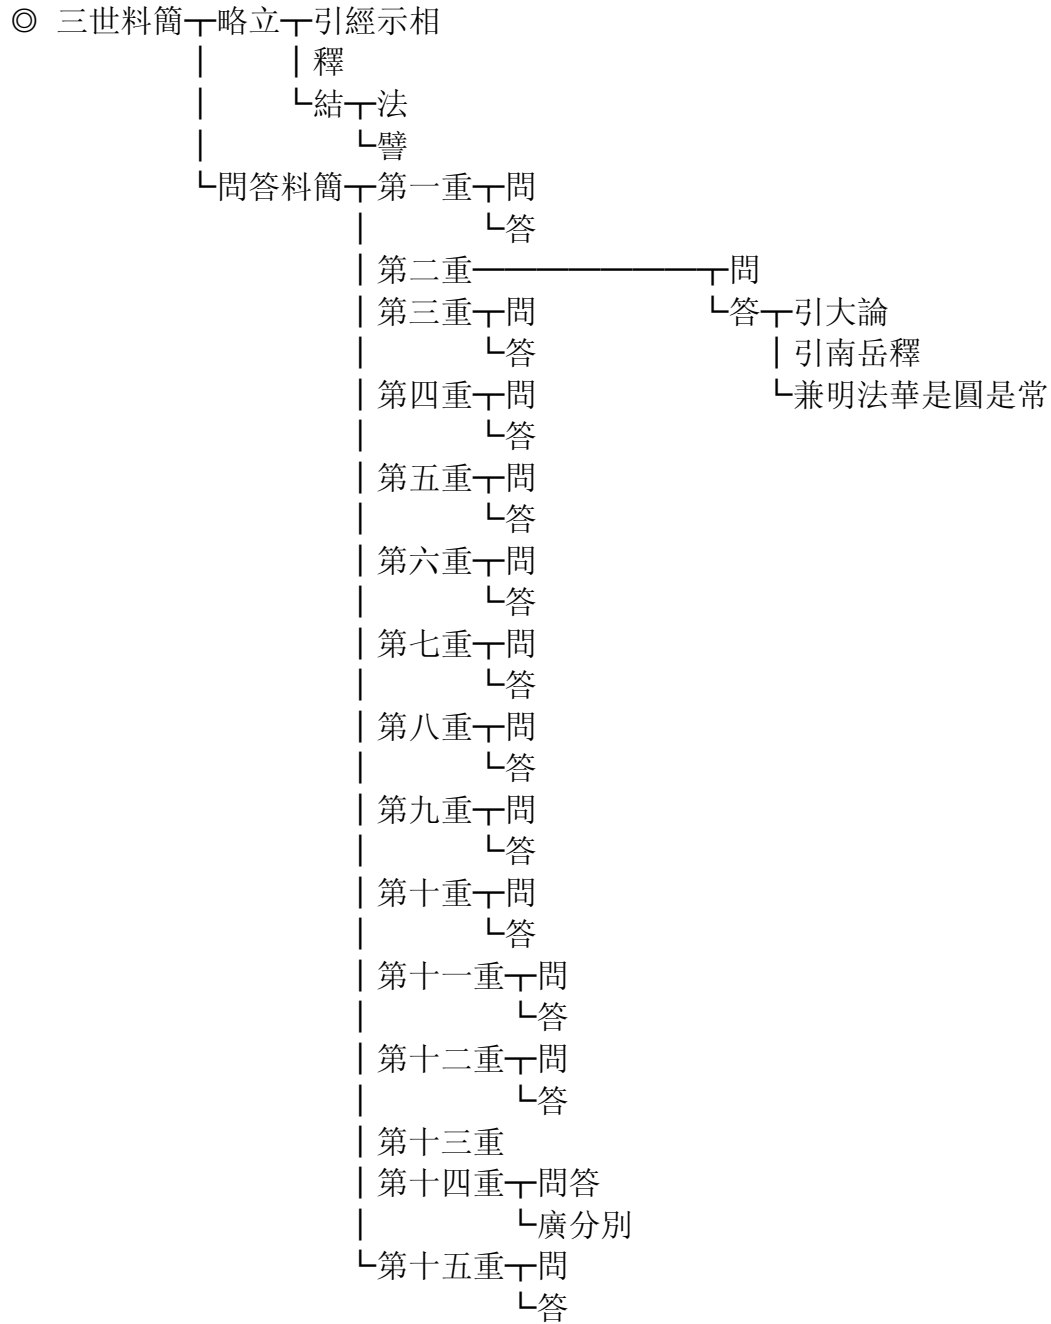 ◎ 三世料簡┬略立┬引經示相
│ │釋
│ └結┬法
│ └譬
└問答料簡┬第一重┬問
│ └答
│第二重───────┬問
│第三重┬問 └答┬引大論
│ └答 │引南岳釋
│第四重┬問 └兼明法華是圓是常
│ └答
│第五重┬問
│ └答
│第六重┬問
│ └答
│第七重┬問
│ └答
│第八重┬問
│ └答
│第九重┬問
│ └答
│第十重┬問
│ └答
│第十一重┬問
│ └答
│第十二重┬問
│ └答
│第十三重
│第十四重┬問答
│ └廣分別
└第十五重┬問
└答